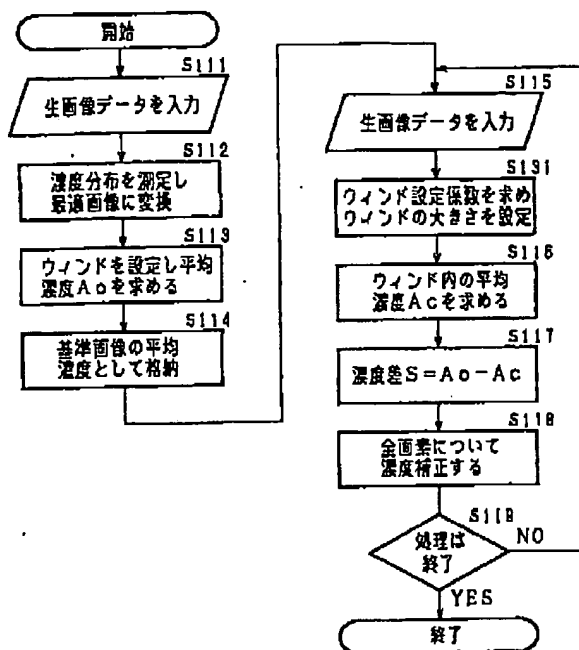 開始
S111
生画像データを入力
S112
濃度分布を測定し
最適画像に変換
S113
ウィンドを設定し平均
濃度Aoを求める
S114
基準画像の平均
濃度として格納
S115
生画像データを入力
S131
ウィンド設定係数を求め
ウィンドの大きさを設定
S116
ウィンド内の平均
濃度Acを求める
S117
濃度差S=Ao-Ac
S118
全画素について
濃度補正する
S119
処理は
終了
NO
YES
終了